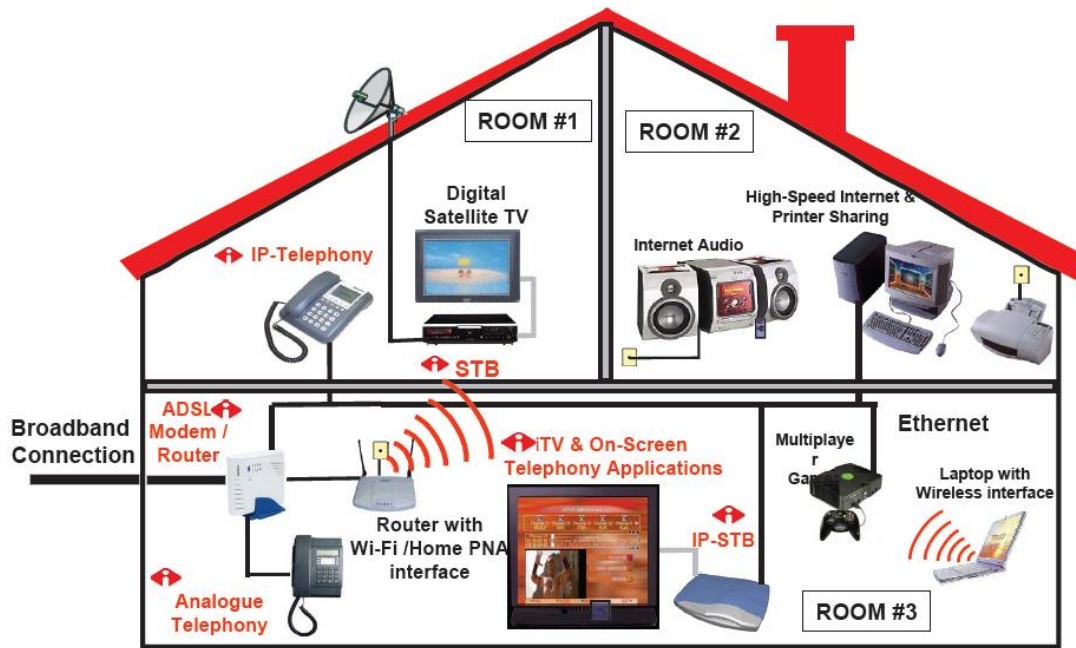 ROOM #1
ROOM #2
Digital
Satellite TV
High-Speed Internet &
Printer Sharing
IP-Telephony
Internet Audio
STB
Broadband
Connection
ADSL
Modem /
Router
iTV & On-Screen
Telephony Applications
Multiplaye
r
Ethernet
Laptop with
Wireless interface
Router with
Wi-Fi /Home PNA
interface
IP-STB
Analogue
Telephony
ROOM #3